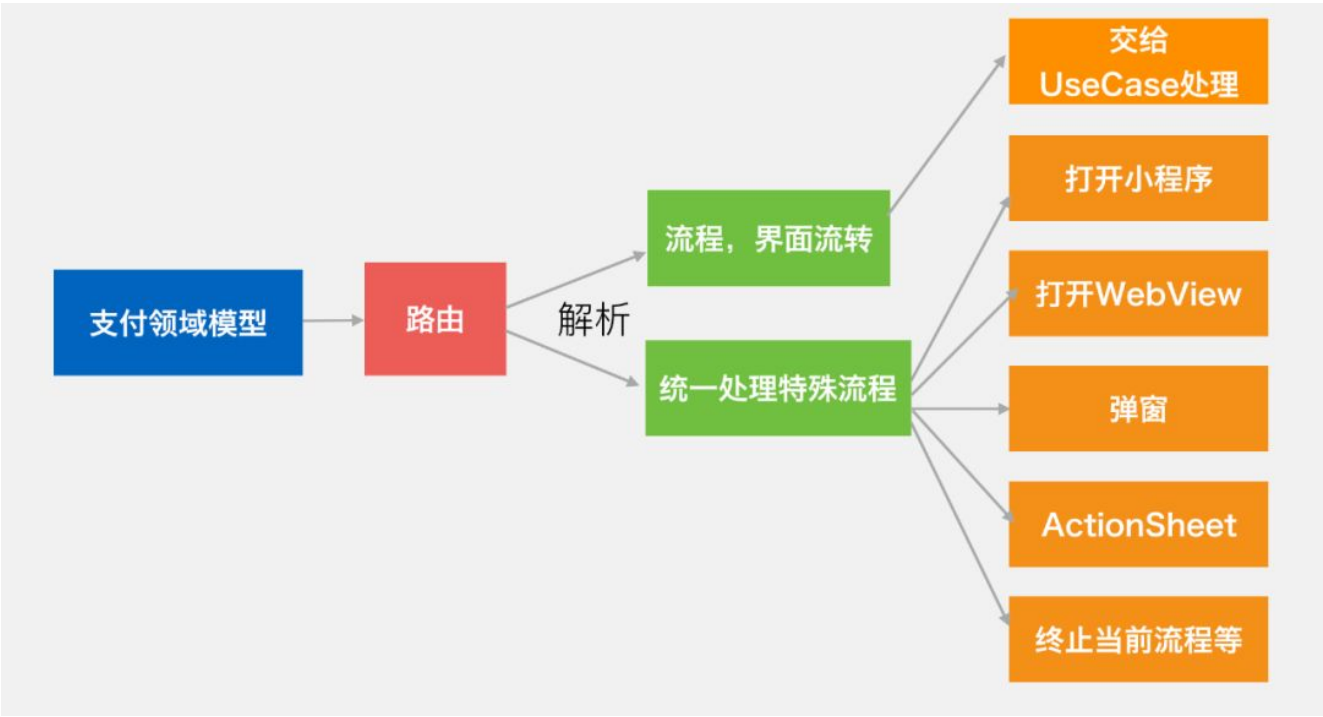 支付领域模型
路由
解析
流程，界面流转
统一处理特殊流程
交给
UseCase处理
打开小程序
打开WebView
弹窗
ActionSheet
终止当前流程等